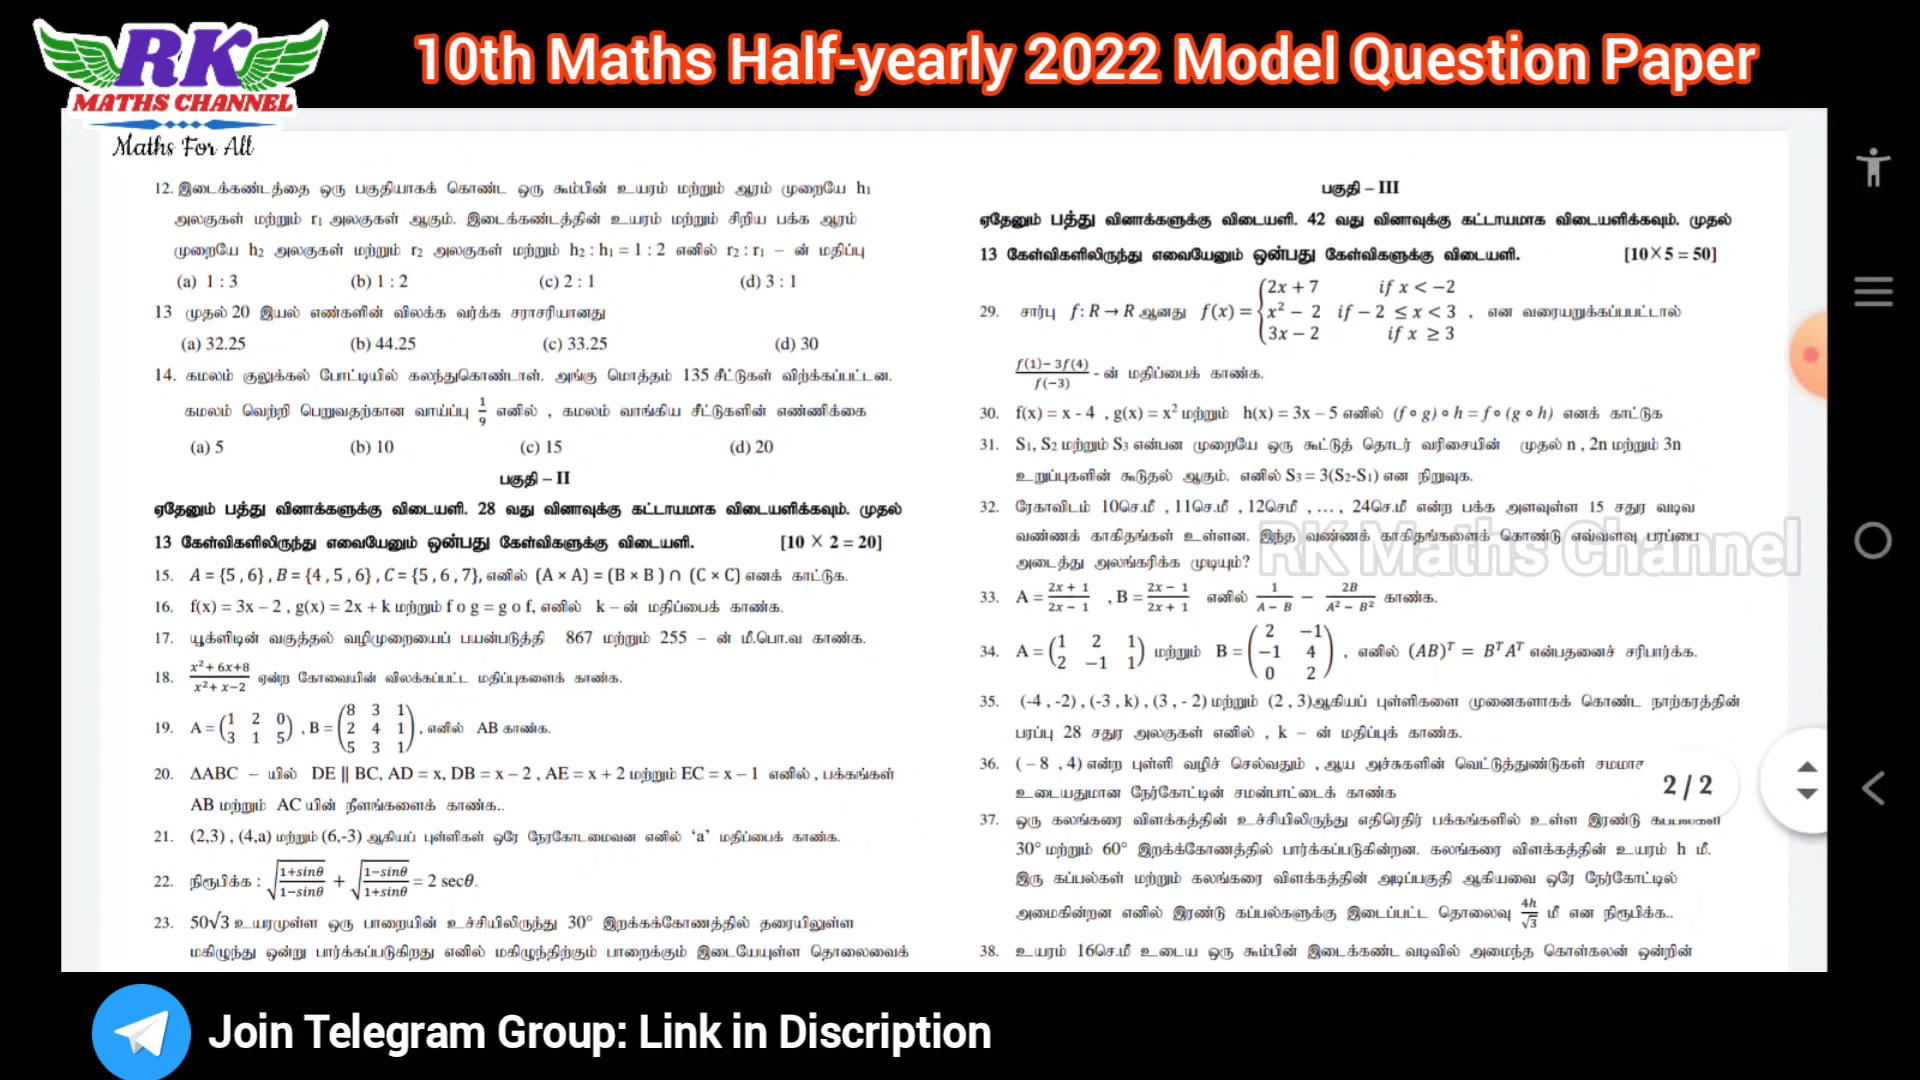 RK
MATHS CHANNEL
Maths For All
10th Maths Half-yearly 2022 Model Question Paper
12. இடைக்கண்டத்தை ஒரு பகுதியாகக் கொண்ட ஒரு கூம்பின் உயரம் மற்றும் ஆரம் முறையே h₁
அலகுகள் மற்றும் r₁ அலகுகள் ஆகும். இடைக்கண்டத்தின் உயரம் மற்றும் சிறிய பக்க ஆரம்
முறையே h₂ அலகுகள் மற்றும் r₂ அலகுகள் மற்றும் h₂ : h₁ = 1 : 2 எனில் r₂ : r₁ – ன் மதிப்பு
(a) 1 : 3 (b) 1 : 2 (c) 2 : 1 (d) 3 : 1
13 முதல் 20 இயல் எண்களின் விலக்க வர்க்க சராசரியானது
(a) 32.25 (b) 44.25 (c) 33.25 (d) 30
14. கமலம் குலுக்கல் போட்டியில் கலந்துகொண்டாள். அங்கு மொத்தம் 135 சீட்டுகள் விற்க்கப்பட்டன.
கமலம் வெற்றி பெறுவதற்கான வாய்ப்பு 1/9 எனில் , கமலம் வாங்கிய சீட்டுகளின் எண்ணிக்கை
(a) 5 (b) 10 (c) 15 (d) 20
பகுதி – II
ஏதேனும் பத்து வினாக்களுக்கு விடையளி. 28 வது வினாவுக்கு கட்டாயமாக விடையளிக்கவும். முதல்
13 கேள்விகளிலிருந்து எவையேனும் ஒன்பது கேள்விகளுக்கு விடையளி. [10 × 2 = 20]
15. A = {5 , 6} , B = {4 , 5 , 6} , C = {5 , 6 , 7}, எனில் (A × A) = (B × B ) ∩ (C × C) எனக் காட்டுக.
16. f(x) = 3x – 2 , g(x) = 2x + k மற்றும் f o g = g o f, எனில் k – ன் மதிப்பைக் காண்க.
17. யூக்ளிடின் வகுத்தல் வழிமுறையைப் பயன்படுத்தி 867 மற்றும் 255 – ன் மீ.பொ.வ காண்க.
18. x²+ 6x+8 / x²+ x−2 ஏன்ற கோவையின் விலக்கப்பட்ட மதிப்புகளைக் காண்க.
19. A = (1 2 0 / 3 1 5) , B = (8 3 1 / 2 4 1 / 5 3 1) , எனில் AB காண்க.
20. ΔABC – யில் DE || BC, AD = x, DB = x – 2 , AE = x + 2 மற்றும் EC = x – 1 எனில் , பக்கங்கள்
AB மற்றும் AC யின் நீளங்களைக் காண்க..
21. (2,3) , (4,a) மற்றும் (6,-3) ஆகியப் புள்ளிகள் ஒரே நேரகோடமைவன எனில் ‘a’ மதிப்பைக் காண்க.
22. நிரூபிக்க : √(1+sinθ / 1−sinθ) + √(1−sinθ / 1+sinθ) = 2 secθ.
23. 50√3 உயரமுள்ள ஒரு பாறையின் உச்சியிலிருந்து 30° இறக்கக்கோணத்தில் தரையிலுள்ள
மகிழுந்து ஒன்று பார்க்கப்படுகிறது எனில் மகிழுந்திற்கும் பாறைக்கும் இடையேயுள்ள தொலைவைக்
பகுதி – III
ஏதேனும் பத்து வினாக்களுக்கு விடையளி. 42 வது வினாவுக்கு கட்டாயமாக விடையளிக்கவும். முதல்
13 கேள்விகளிலிருந்து எவையேனும் ஒன்பது கேள்விகளுக்கு விடையளி. [10×5 = 50]
29. சார்பு f: R → R ஆனது f(x) = {2x + 7 if x < −2 / x² − 2 if − 2 ≤ x < 3 / 3x − 2 if x ≥ 3 , என வரையறுக்கப்பபட்டால்
f(1)− 3f(4) / f(−3) - ன் மதிப்பைக் காண்க.
30. f(x) = x - 4 , g(x) = x² மற்றும் h(x) = 3x – 5 எனில் (f ∘ g) ∘ h = f ∘ (g ∘ h) எனக் காட்டுக
31. S₁, S₂ மற்றும் S₃ என்பன முறையே ஒரு கூட்டுத் தொடர் வரிசையின் முதல் n , 2n மற்றும் 3n
உறுப்புகளின் கூடுதல் ஆகும். எனில் S₃ = 3(S₂-S₁) என நிறுவுக.
32. ரேகாவிடம் 10செ.மீ , 11செ.மீ , 12செமீ , …, 24செ.மீ என்ற பக்க அளவுள்ள 15 சதுர வடிவ
வண்ணக் காகிதங்கள் உள்ளன. இந்த வண்ணக் காகிதங்களைக் கொண்டு எவ்வளவு பரப்பை
அடைத்து அலங்கரிக்க முடியும்?
RK Maths Channel
33. A = 2x + 1 / 2x − 1 , B = 2x − 1 / 2x + 1 எனில் 1 / A − B − 2B / A² − B² காண்க.
34. A = (1 2 1 / 2 −1 1) மற்றும் B = (2 −1 / −1 4 / 0 2) , எனில் (AB)ᵀ = BᵀAᵀ என்பதனைச் சரிபார்க்க.
35. (-4 , -2) , (-3 , k) , (3 , - 2) மற்றும் (2 , 3)ஆகியப் புள்ளிகளை முனைகளாகக் கொண்ட நாற்கரத்தின்
பரப்பு 28 சதுர அலகுகள் எனில் , k – ன் மதிப்புக் காண்க.
36. ( – 8 , 4) என்ற புள்ளி வழிச் செல்வதும் , ஆய அச்சுகளின் வெட்டுத்துண்டுகள்
உடையதுமான நேர்கோட்டின் சமன்பாட்டைக் காண்க
2 / 2
37. ஒரு கலங்கரை விளக்கத்தின் உச்சியிலிருந்து எதிரெதிர் பக்கங்களில் உள்ள இரண்டு
30° மற்றும் 60° இறக்க்கோணத்தில் பார்க்கப்படுகின்றன. கலங்கரை விளக்கத்தின் உயரம் h மீ.
இரு கப்பல்கள் மற்றும் கலங்கரை விளக்கத்தின் அடிப்பகுதி ஆகியவை ஒரே நேர்கோட்டில்
அமைகின்றன எனில் இரண்டு கப்பல்களுக்கு இடைப்பட்ட தொலைவு 4h/√3 மீ என நிரூபிக்க..
38. உயரம் 16செ.மீ உடைய ஒரு கூம்பின் இடைக்கண்ட வடிவில் அமைந்த கொள்கலன் ஒன்றின்
Join Telegram Group: Link in Discription